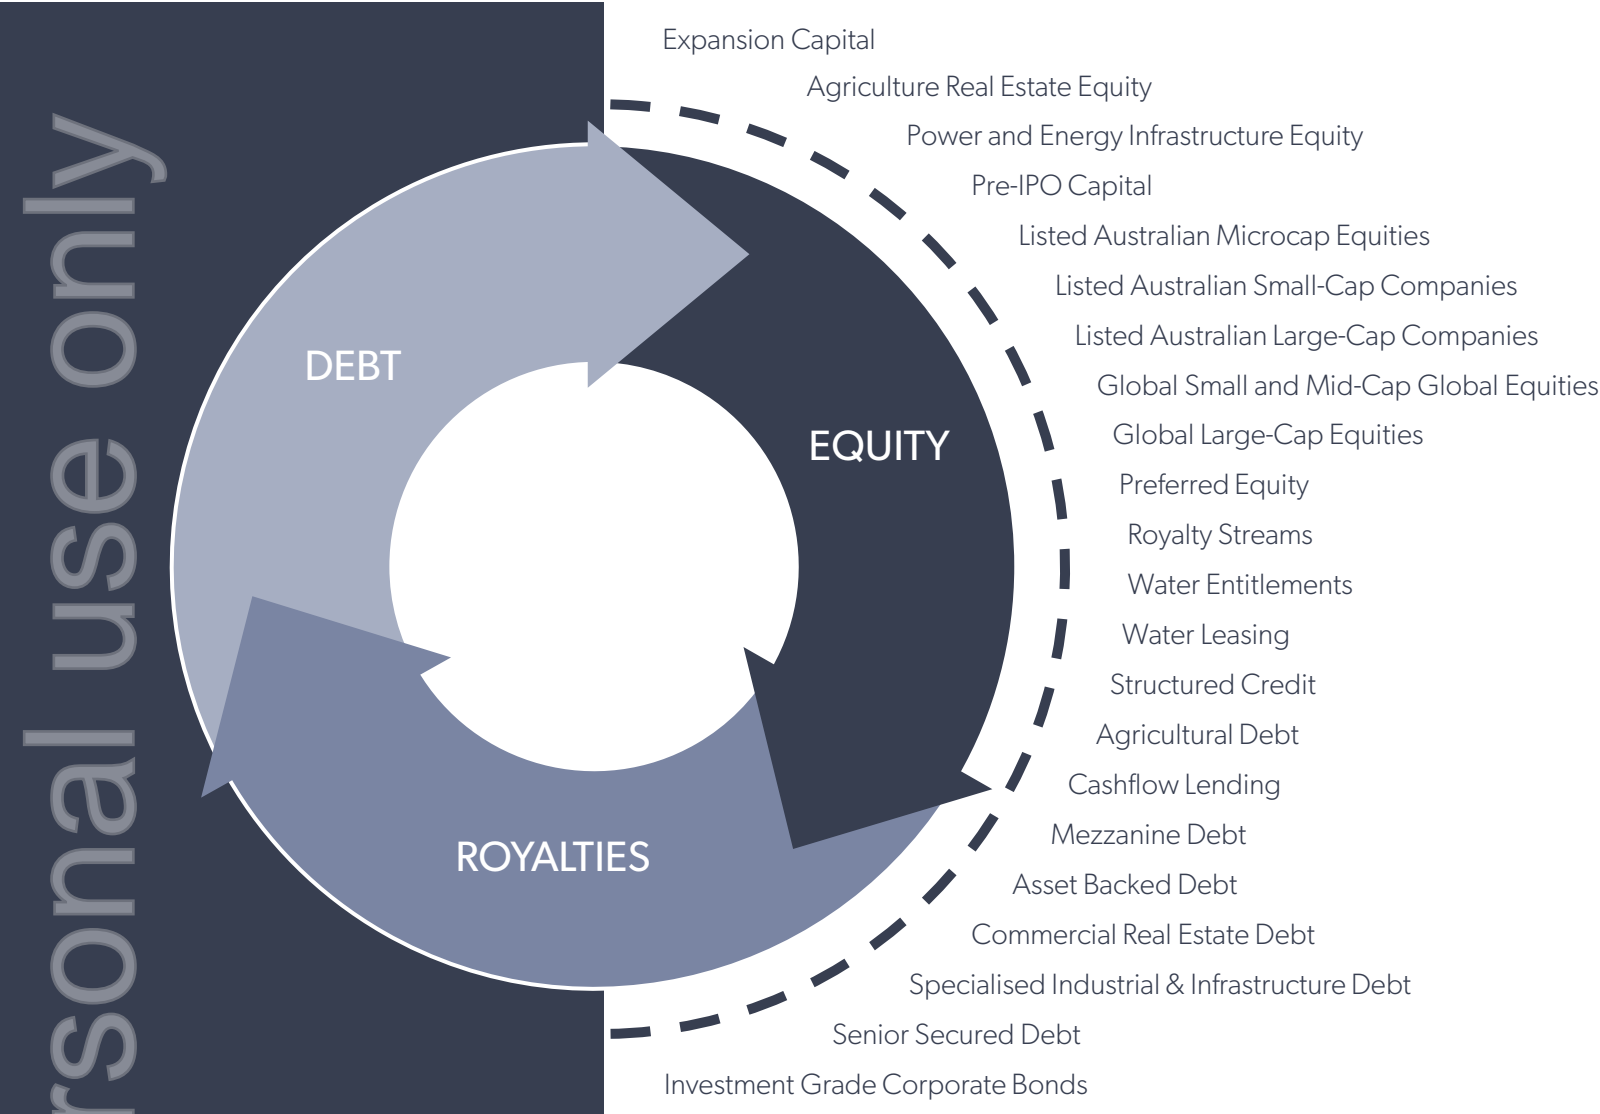 Expansion Capital
Agriculture Real Estate Equity
Power and Energy Infrastructure Equity
Pre-IPO Capital
Listed Australian Microcap Equities
Listed Australian Small-Cap Companies
Listed Australian Large-Cap Companies
Global Small and Mid-Cap Global Equities
Global Large-Cap Equities
Preferred Equity
Royalty Streams
Water Entitlements
Water Leasing
Structured Credit
Agricultural Debt
Cashflow Lending
Mezzanine Debt
Asset Backed Debt
Commercial Real Estate Debt
Specialised Industrial & Infrastructure Debt
Senior Secured Debt
Investment Grade Corporate Bonds
DEBT
EQUITY
ROYALTIES
rsonal use only